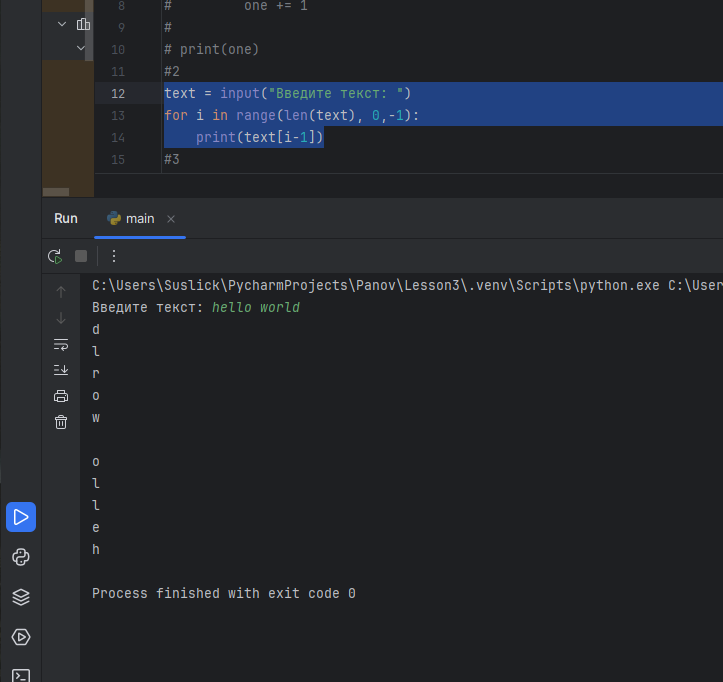 8 #         one += 1
9 #
10 # print(one)
11 #2
12 text = input("Введите текст: ")
13 for i in range(len(text), 0,-1):
14     print(text[i-1])
15 #3
Run main
C:\Users\Suslick\PycharmProjects\Panov\Lesson3\.venv\Scripts\python.exe C:\User
Введите текст: hello world
d
l
r
o
w
o
l
l
e
h
Process finished with exit code 0